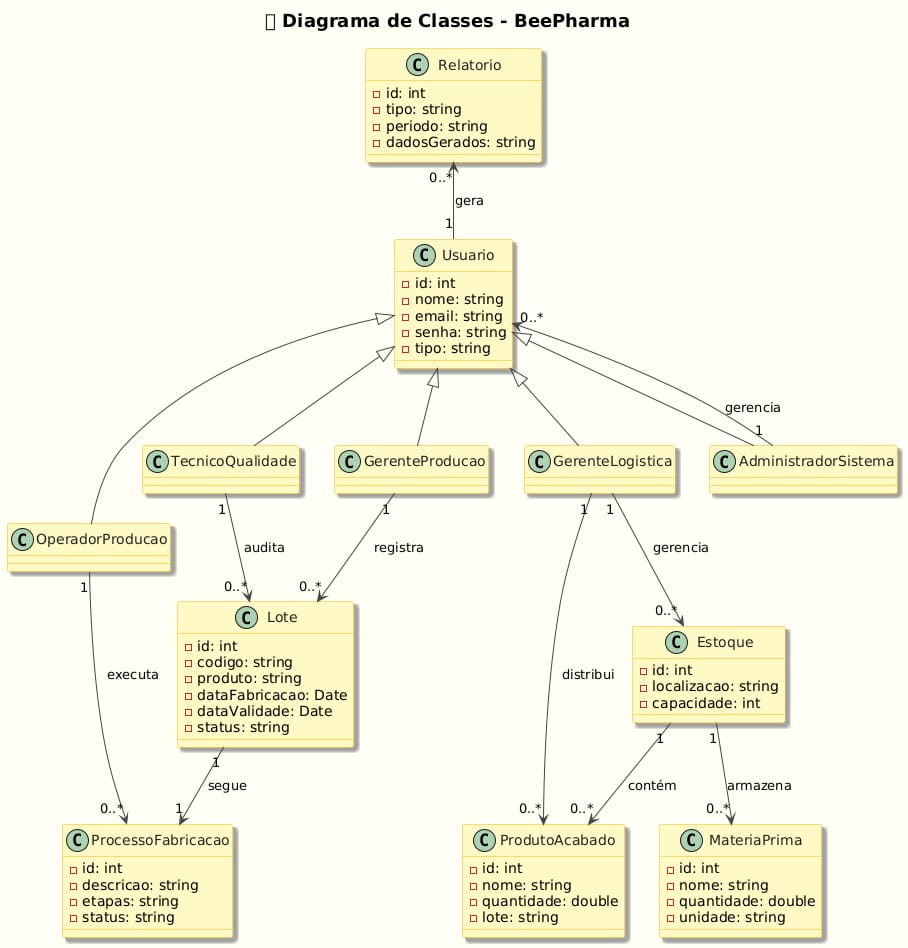 Diagrama de Classes - BeePharma
C Relatorio
id: int
tipo: string
periodo: string
dadosGerados: string
0..*
gera
1
C Usuario
id: int
nome: string
email: string
senha: string
tipo: string
0..*
gerencia
1
C TecnicoQualidade
C GerenteProducao
C GerenteLogistica
C AdministradorSistema
1
1
1
1
C OperadorProducao
audita
registra
gerencia
1
0..*
0..*
0..*
C Lote
id: int
codigo: string
produto: string
dataFabricacao: Date
dataValidade: Date
status: string
C Estoque
id: int
localizacao: string
capacidade: int
executa
distribui
1
1
1
segue
contém
armazena
0..*
1
0..*
0..*
0..*
C ProcessoFabricacao
id: int
descricao: string
etapas: string
status: string
C ProdutoAcabado
id: int
nome: string
quantidade: double
lote: string
C MateriaPrima
id: int
nome: string
quantidade: double
unidade: string